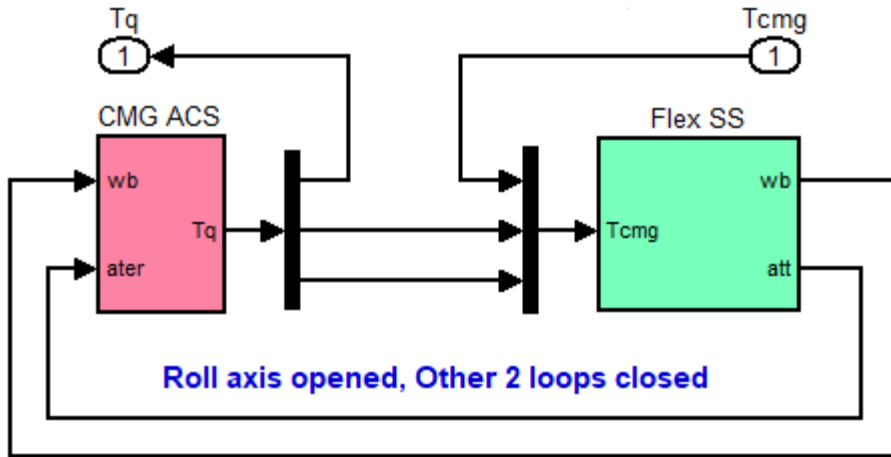 Tq
Tcmg
1
1
CMG ACS
Flex SS
wb
wb
Tq
Tcmg
ater
att
Roll axis opened, Other 2 loops closed